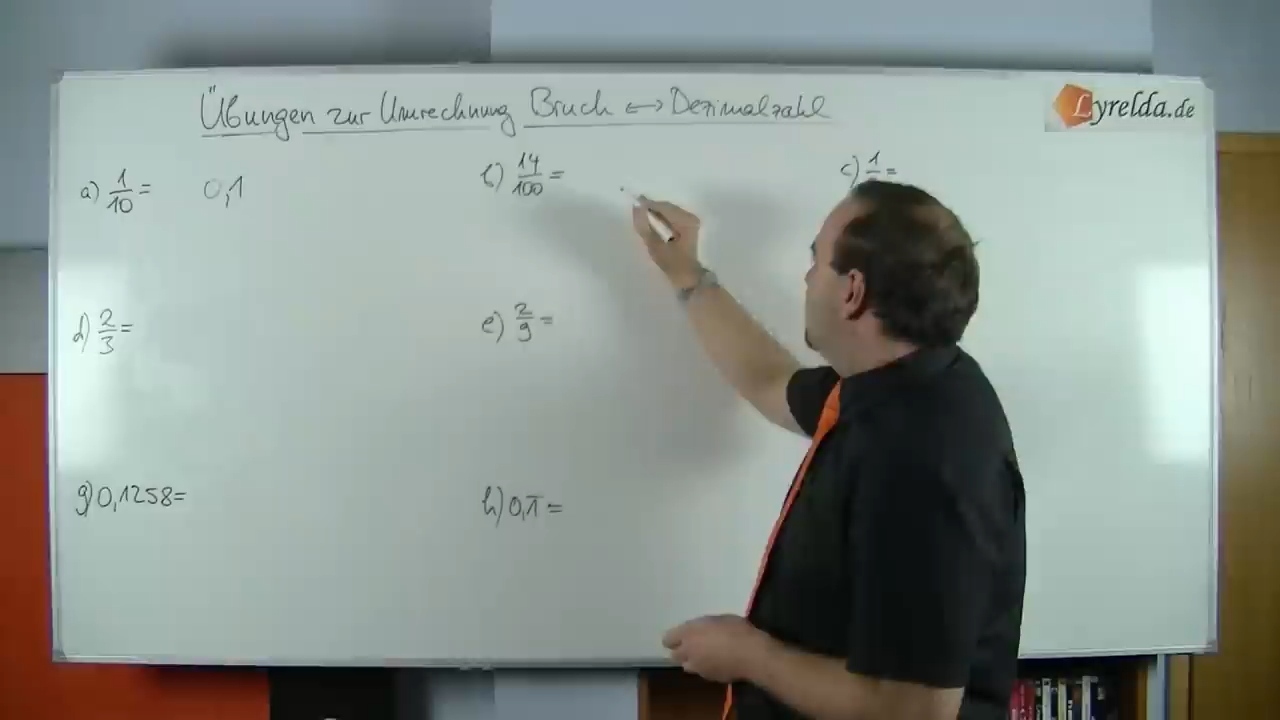 Übungen zur Umrechnung Bruch ↔ Dezimalzahl
Lyrelda.de
a) 1/10 = 0,1
b) 14/100 =
c) 1/ =
d) 2/3 =
e) 2/9 =
g) 0,1258=
h) 0,1̅ =